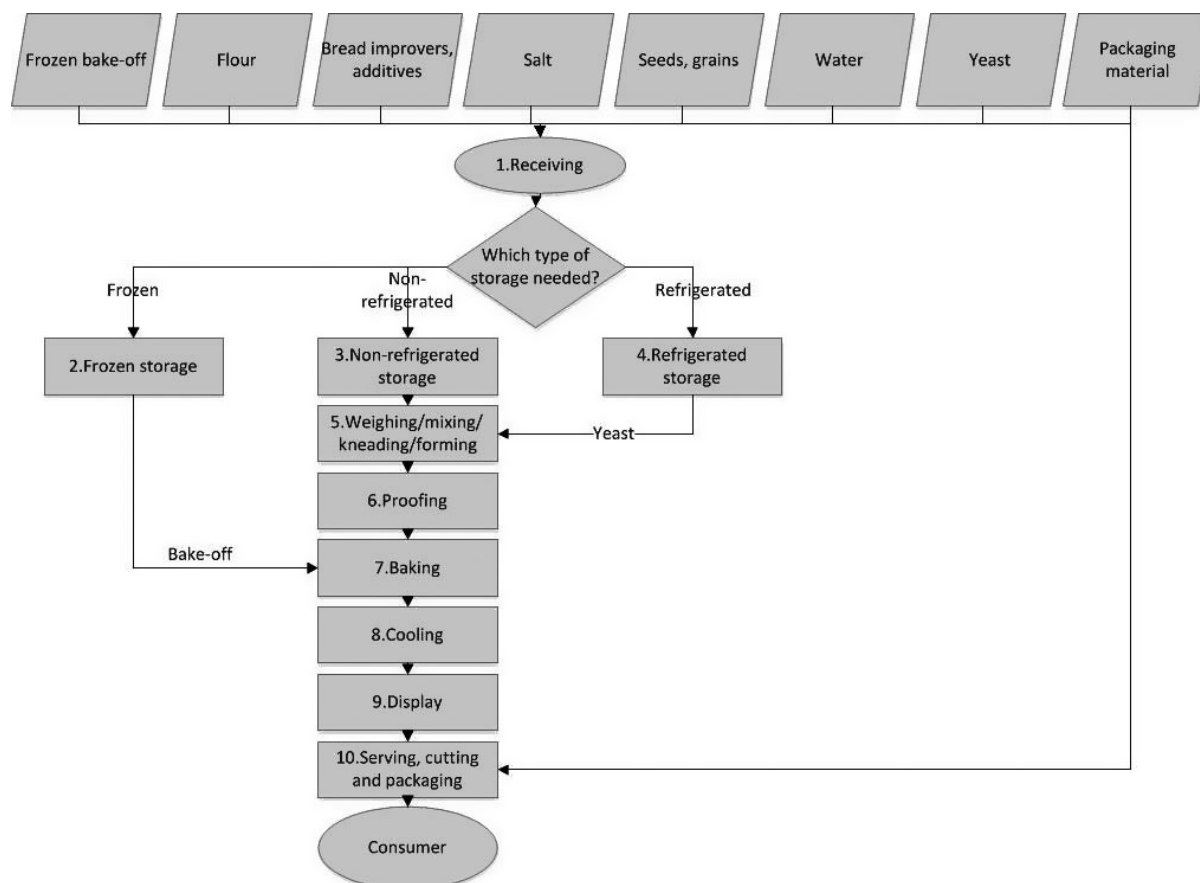 Frozen bake-off
Flour
Bread improvers,
additives
Salt
Seeds, grains
Water
Yeast
Packaging
material
1.Receiving
Which type of
storage needed?
Frozen
Non-
refrigerated
Refrigerated
2.Frozen storage
3.Non-refrigerated
storage
4.Refrigerated
storage
5.Weighing/mixing/
kneading/forming
Yeast
6.Proofing
Bake-off
7.Baking
8.Cooling
9.Display
10.Serving, cutting
and packaging
Consumer